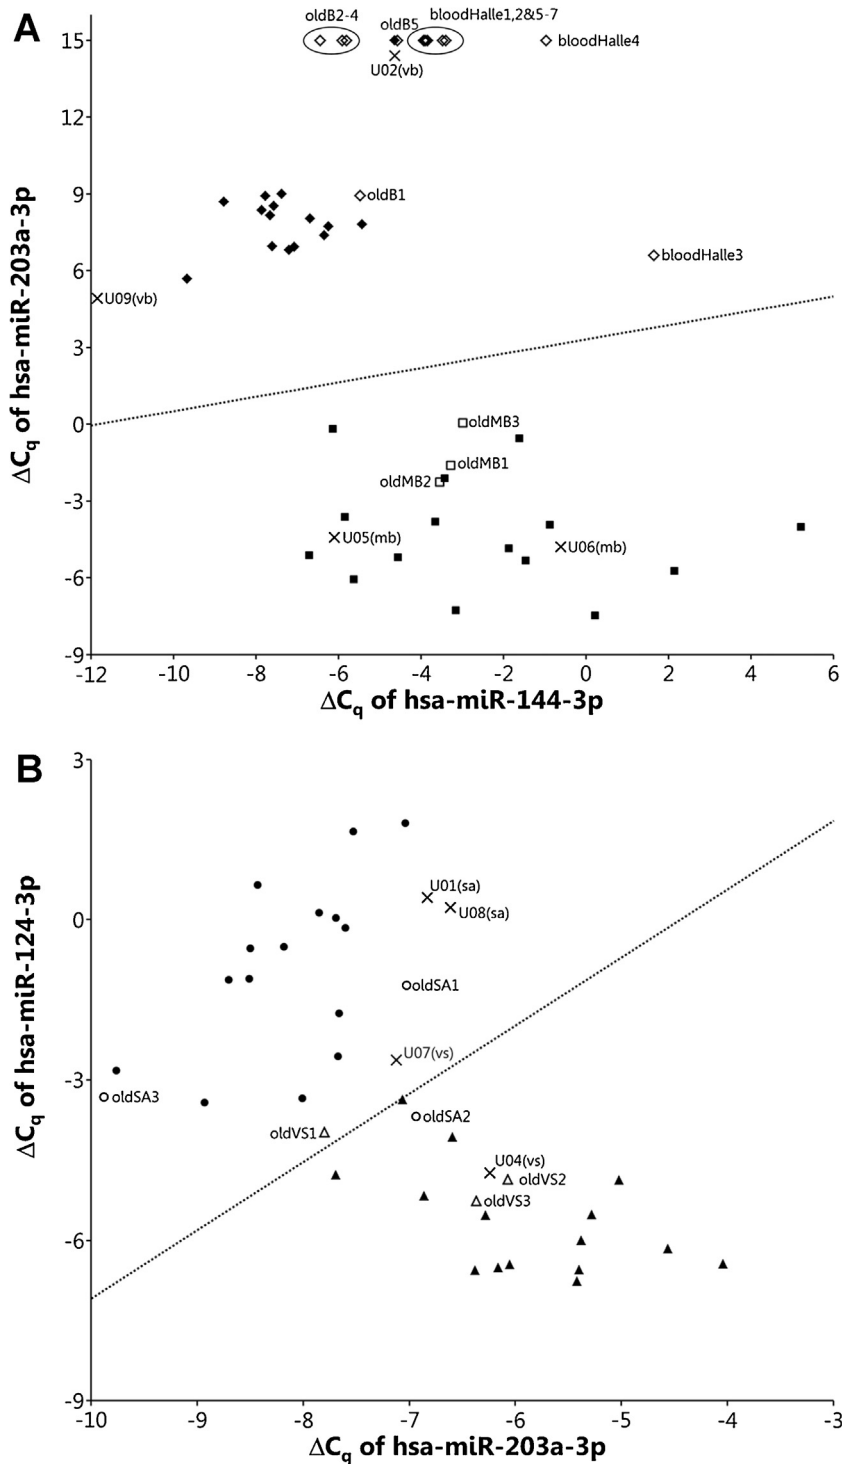 A
oldB2-4
bloodHalle1,2&5-7
oldB5
bloodHalle4
U02(vb)
oldB1
bloodHalle3
U09(vb)
oldMB3
oldMB1
oldMB2
U05(mb)
U06(mb)
15
12
9
6
3
0
-3
-6
-9
ΔCq of hsa-miR-203a-3p
-12 -10 -8 -6 -4 -2 0 2 4 6
ΔCq of hsa-miR-144-3p
B
U01(sa)
U08(sa)
oldSA1
U07(vs)
oldSA3
oldSA2
oldVS1
U04(vs)
oldVS2
oldVS3
3
0
-3
-6
-9
ΔCq of hsa-miR-124-3p
-10 -9 -8 -7 -6 -5 -4 -3
ΔCq of hsa-miR-203a-3p